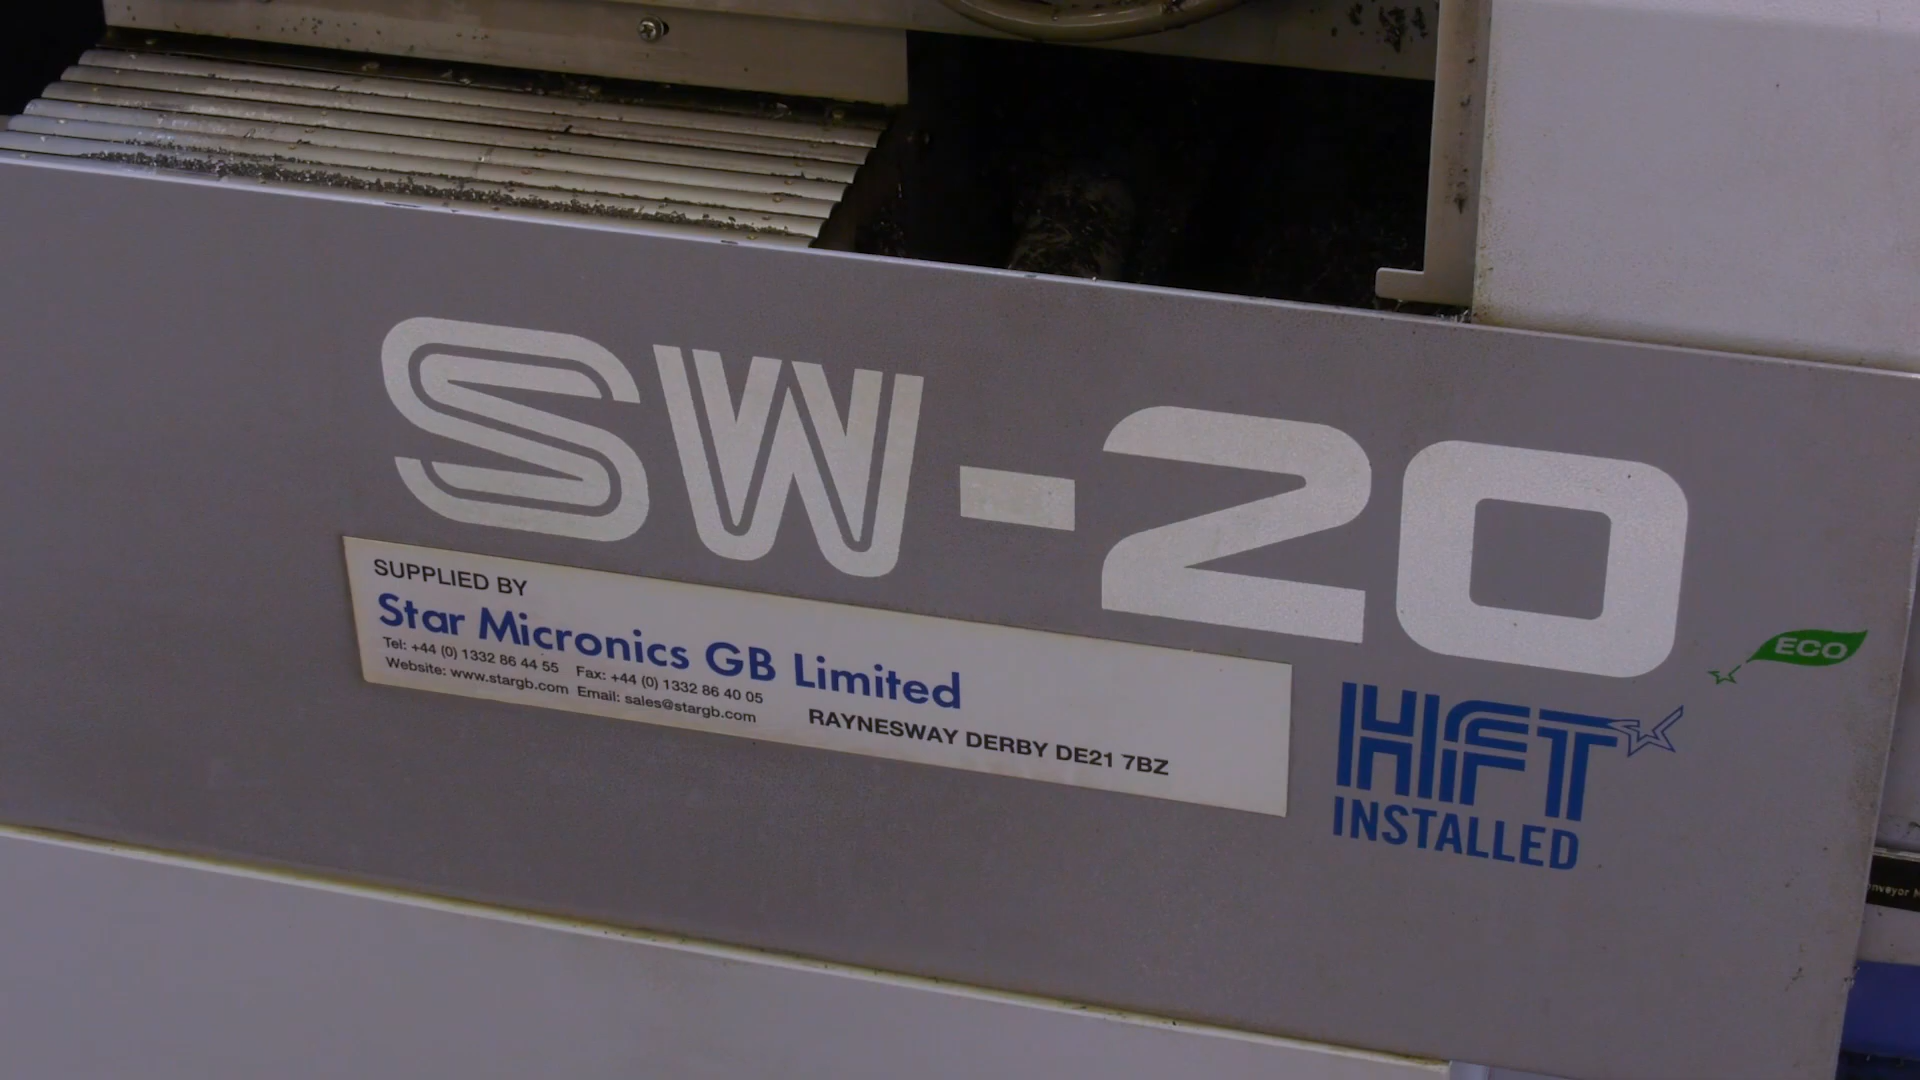 SW-20
SUPPLIED BY
Star Micronics GB Limited
Tel: +44 (0) 1332 86 44 55 Fax: +44 (0) 1332 86 40 05
Website: www.stargb.com Email: sales@stargb.com
RAYNESWAY DERBY DE21 7BZ
ECO
HFT
INSTALLED